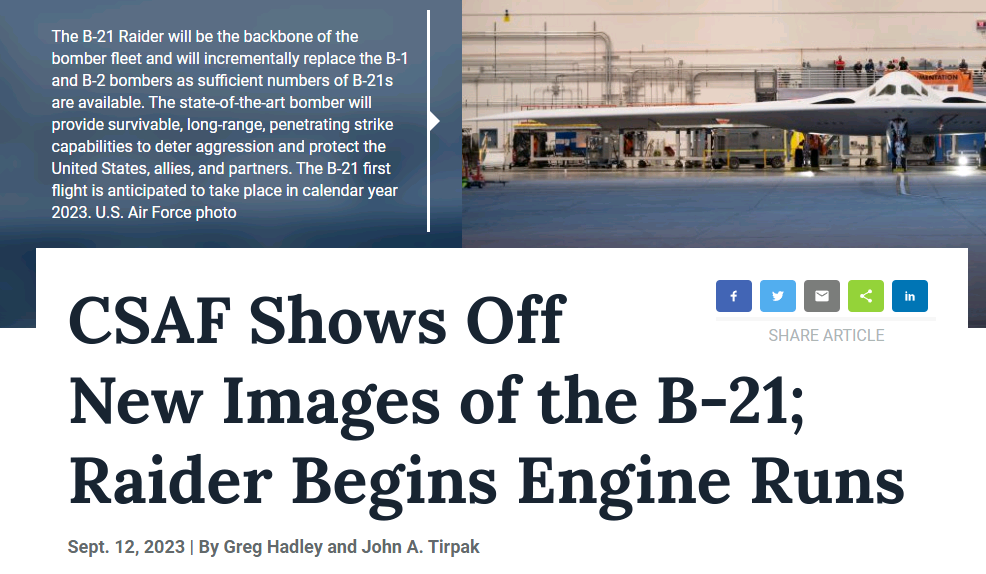 The B-21 Raider will be the backbone of the
bomber fleet and will incrementally replace the B-1
and B-2 bombers as sufficient numbers of B-21s
are available. The state-of-the-art bomber will
provide survivable, long-range, penetrating strike
capabilities to deter aggression and protect the
United States, allies, and partners. The B-21 first
flight is anticipated to take place in calendar year
2023. U.S. Air Force photo
CSAF Shows Off
New Images of the B-21;
Raider Begins Engine Runs
f
in
SHARE ARTICLE
Sept. 12, 2023 | By Greg Hadley and John A. Tirpak